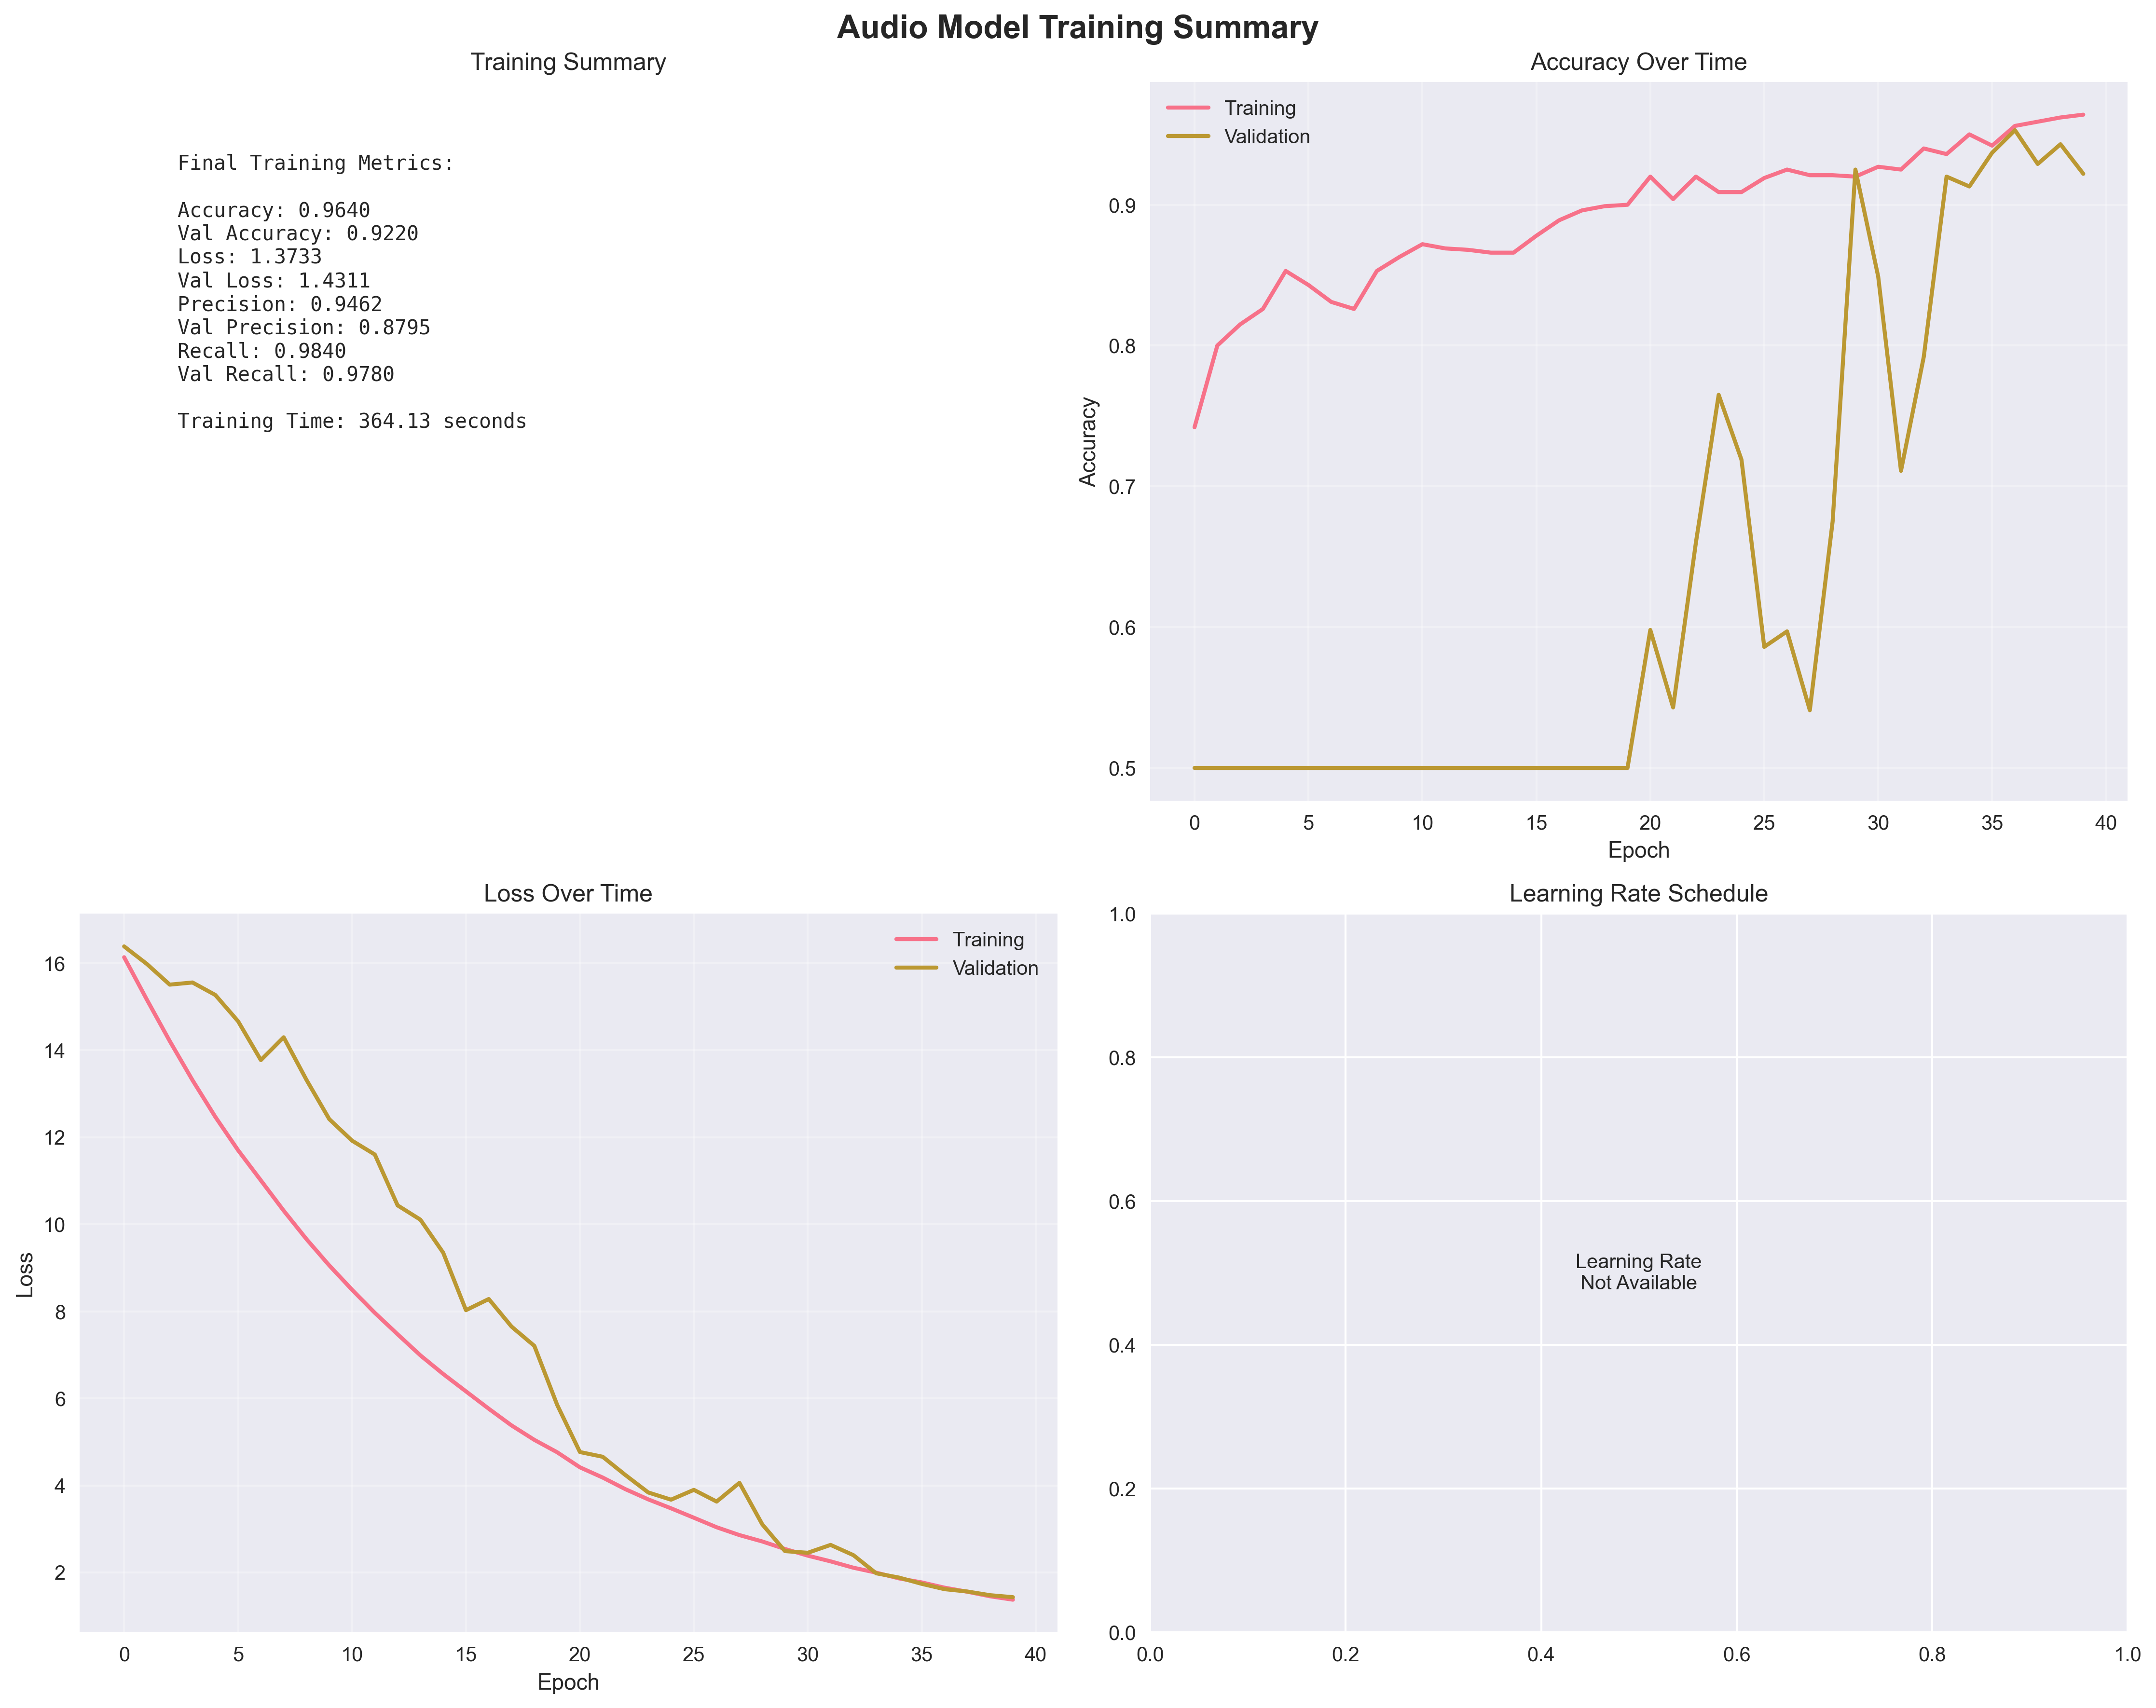 Audio Model Training Summary
Training Summary
Final Training Metrics:
Accuracy: 0.9640
Val Accuracy: 0.9220
Loss: 1.3733
Val Loss: 1.4311
Precision: 0.9462
Val Precision: 0.8795
Recall: 0.9840
Val Recall: 0.9780
Training Time: 364.13 seconds
Accuracy Over Time
Training
Validation
0.9
0.8
0.7
0.6
0.5
Accuracy
0 5 10 15 20 25 30 35 40
Epoch
Loss Over Time
Training
Validation
16
14
12
10
8
6
4
2
Loss
0 5 10 15 20 25 30 35 40
Epoch
Learning Rate Schedule
1.0
0.8
0.6
0.4
0.2
0.0
Learning Rate
Not Available
0.0 0.2 0.4 0.6 0.8 1.0